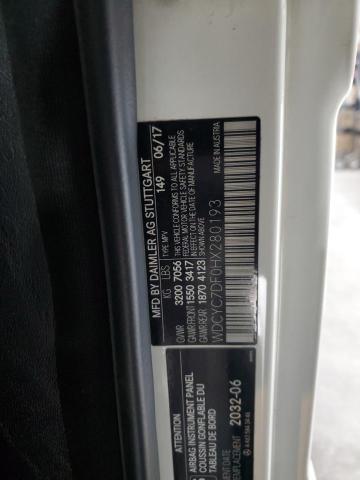 MFD BY DAIMLER AG STUTTGART
149 06/17
KG LBS TYPE: MPV
GVWR 3200 7056
GAWR FRONT 1550 3417
GAWR REAR 1870 4123
THIS VEHICLE CONFORMS TO ALL APPLICABLE
FEDERAL MOTOR VEHICLE SAFETY STANDARDS
IN EFFECT ON THE DATE OF MANUFACTURE
SHOWN ABOVE
MADE IN AUSTRIA
WDCYC7DF0HX280193
ATTENTION
AIRBAG INSTRUMENT PANEL
COUSSIN GONFLABLE DU
TABLEAU DE BORD
2032-06